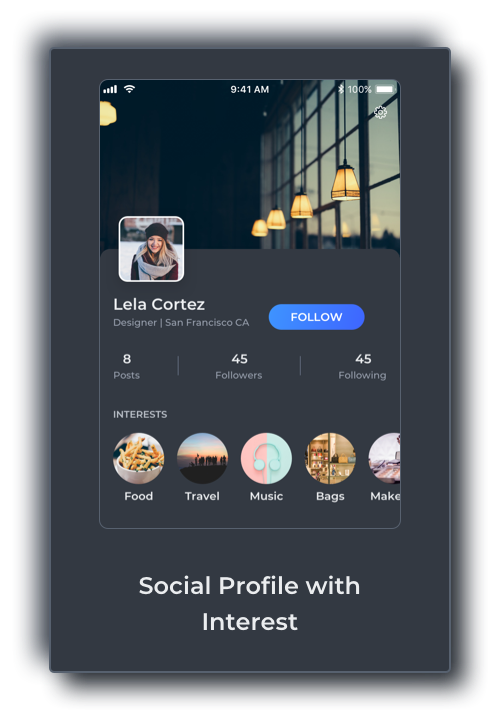 9:41 AM 100%
Lela Cortez
Designer | San Francisco CA
FOLLOW
8 45 45
Posts Followers Following
INTERESTS
Food Travel Music Bags Make
Social Profile with
Interest